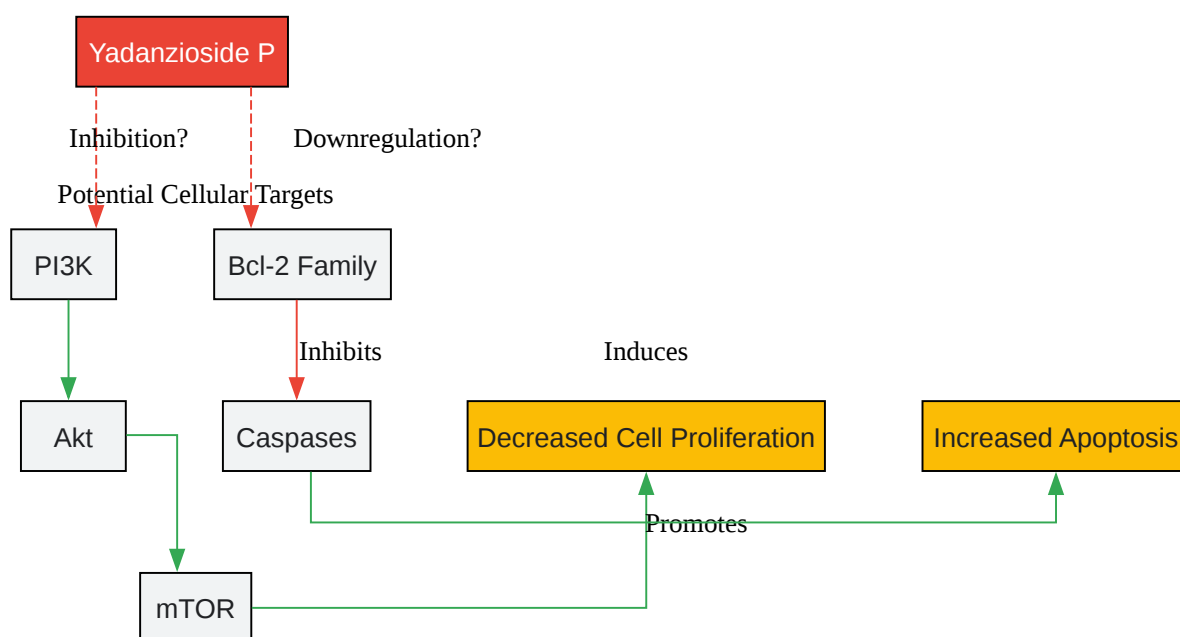 Yadanzioside P
Inhibition?
Downregulation?
Potential Cellular Targets
PI3K
Bcl-2 Family
Inhibits
Induces
Akt
Caspases
Decreased Cell Proliferation
Increased Apoptosis
Promotes
mTOR